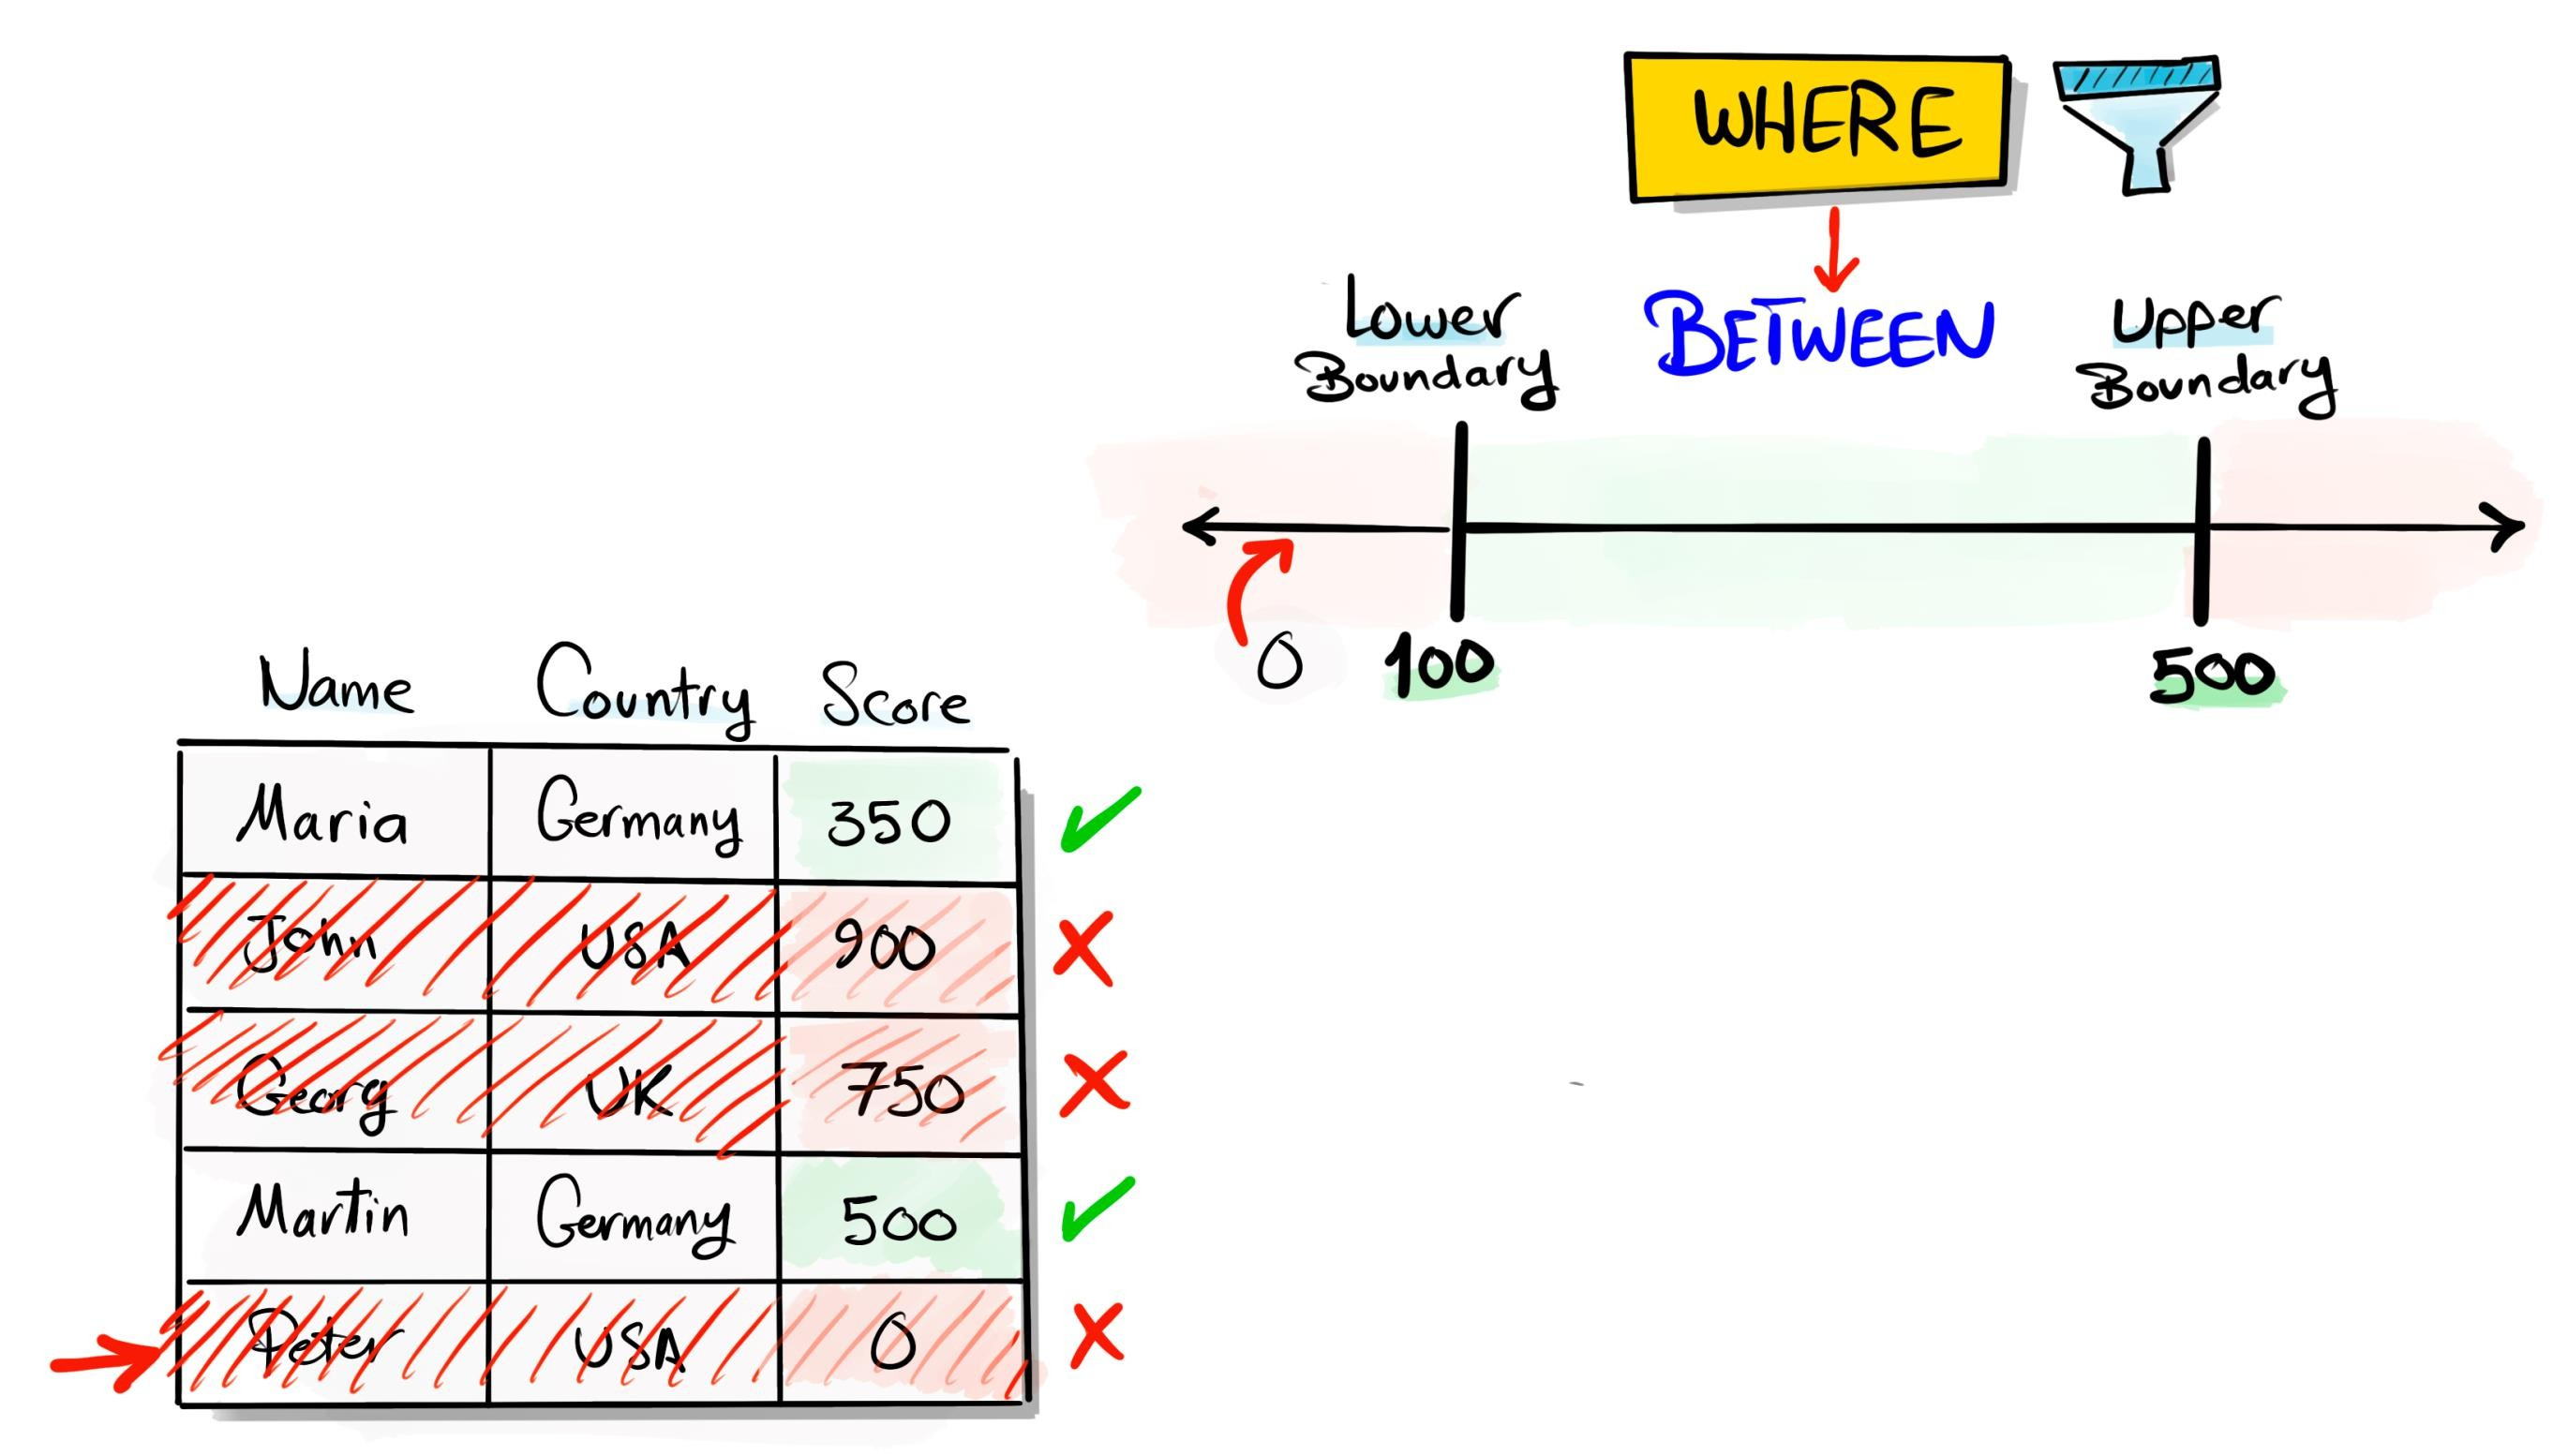 WHERE
BETWEEN
Lower
Boundary
Upper
Boundary
0 100 500
Name Country Score
Maria Germany 350
John USA 900
Georg UK 750
Martin Germany 500
Peter USA 0